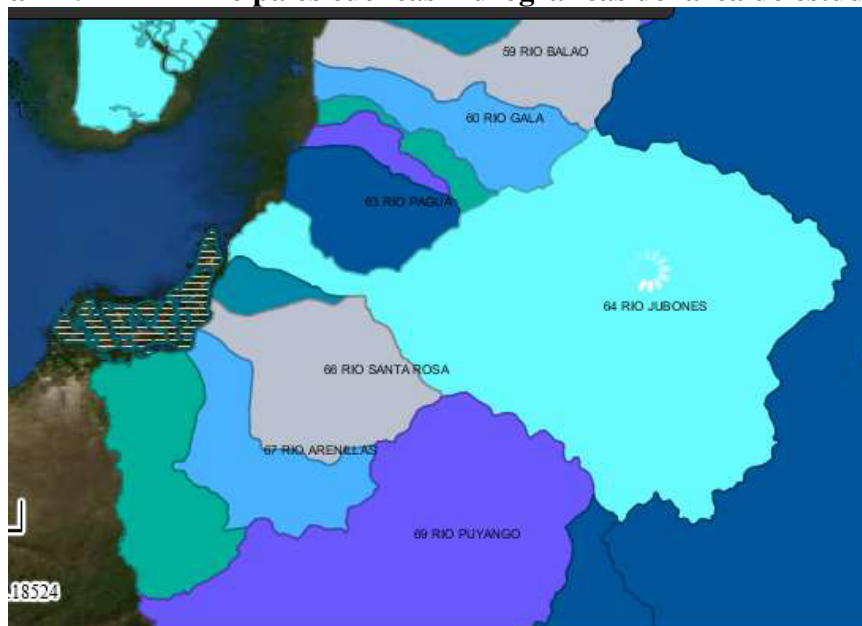 59 RIO BALAO
60 RIO GALA
63 RIO PAGUA
64 RIO JUBONES
66 RIO SANTA ROSA
67 RIO ARENILLAS
69 RIO PUYANGO
.18524